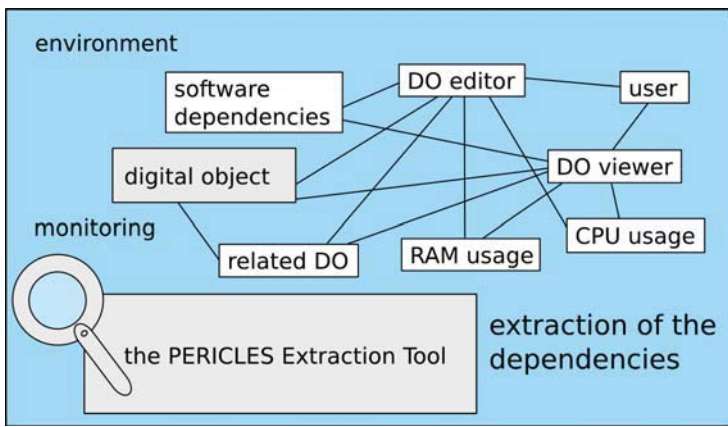 environment
DO editor
user
software
dependencies
DO viewer
digital object
monitoring
CPU usage
related DO
RAM usage
the PERICLES Extraction Tool
extraction of the
dependencies